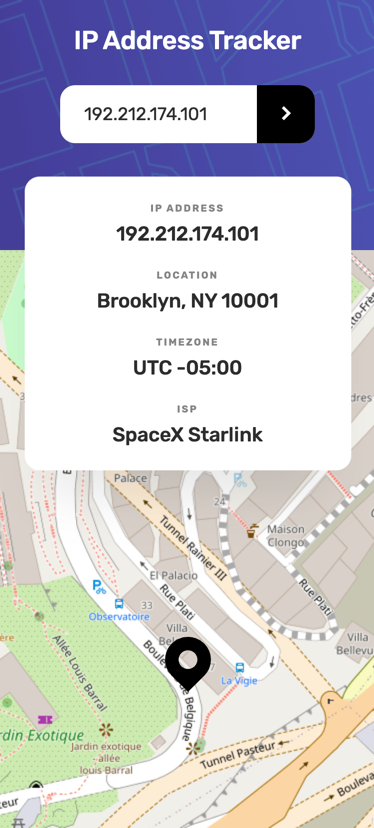 IP Address Tracker
192.212.174.101
IP ADDRESS
192.212.174.101
LOCATION
Brooklyn, NY 10001
TIMEZONE
UTC -05:00
ISP
SpaceX Starlink
Palace
24
Maison
Clongo
Tunnel Rainier III
El Palacio
Rue Plati
Rue Plati
33
Observatoire
Villa
Villa
Bellevu
La Vigie
Allée Louis Barral
Belgique
rdin Exotique
Jardin exotique
allée
louis Barral
Tunnel Pasteur
Bouleva
teur